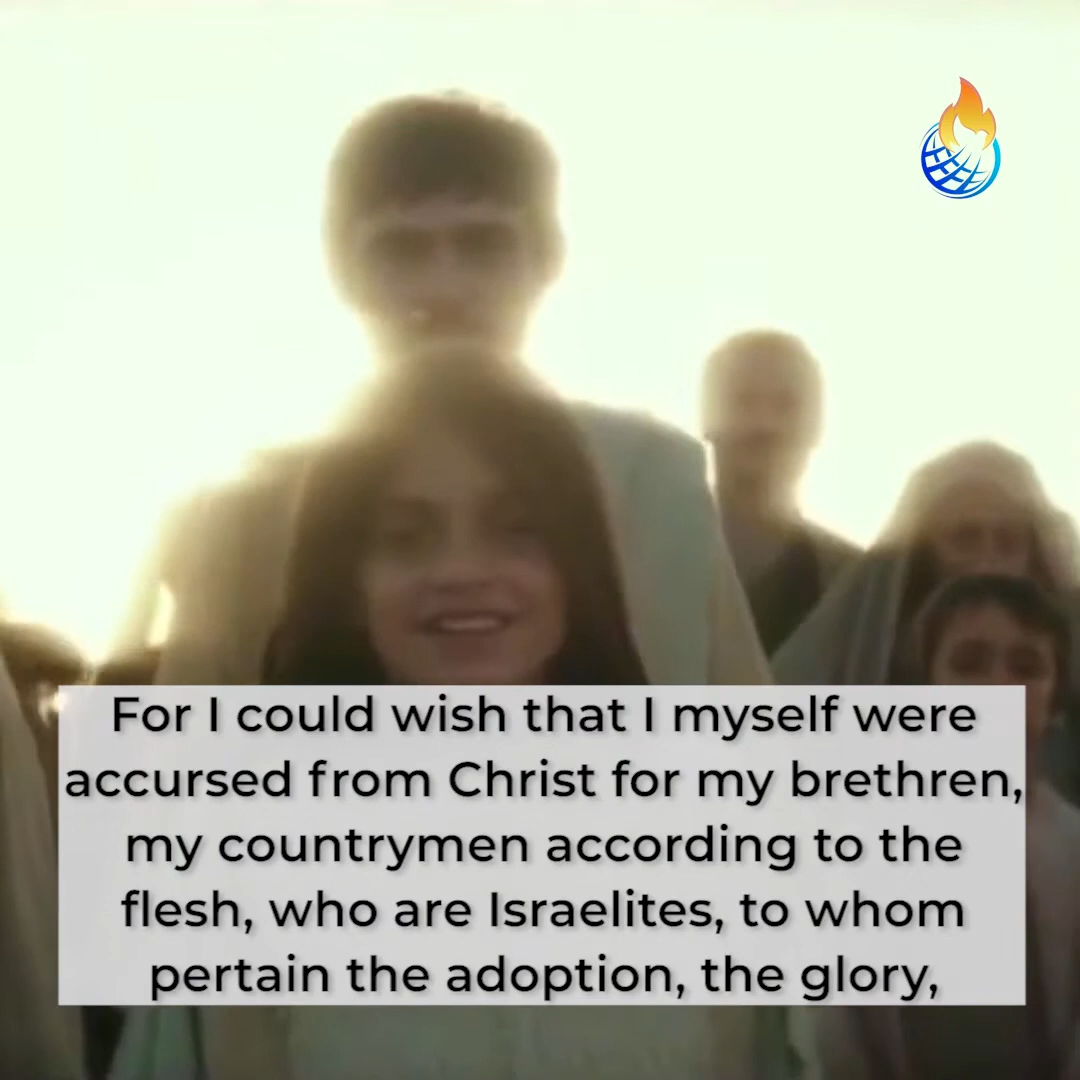 For I could wish that I myself were
accursed from Christ for my brethren,
my countrymen according to the
flesh, who are Israelites, to whom
pertain the adoption, the glory,